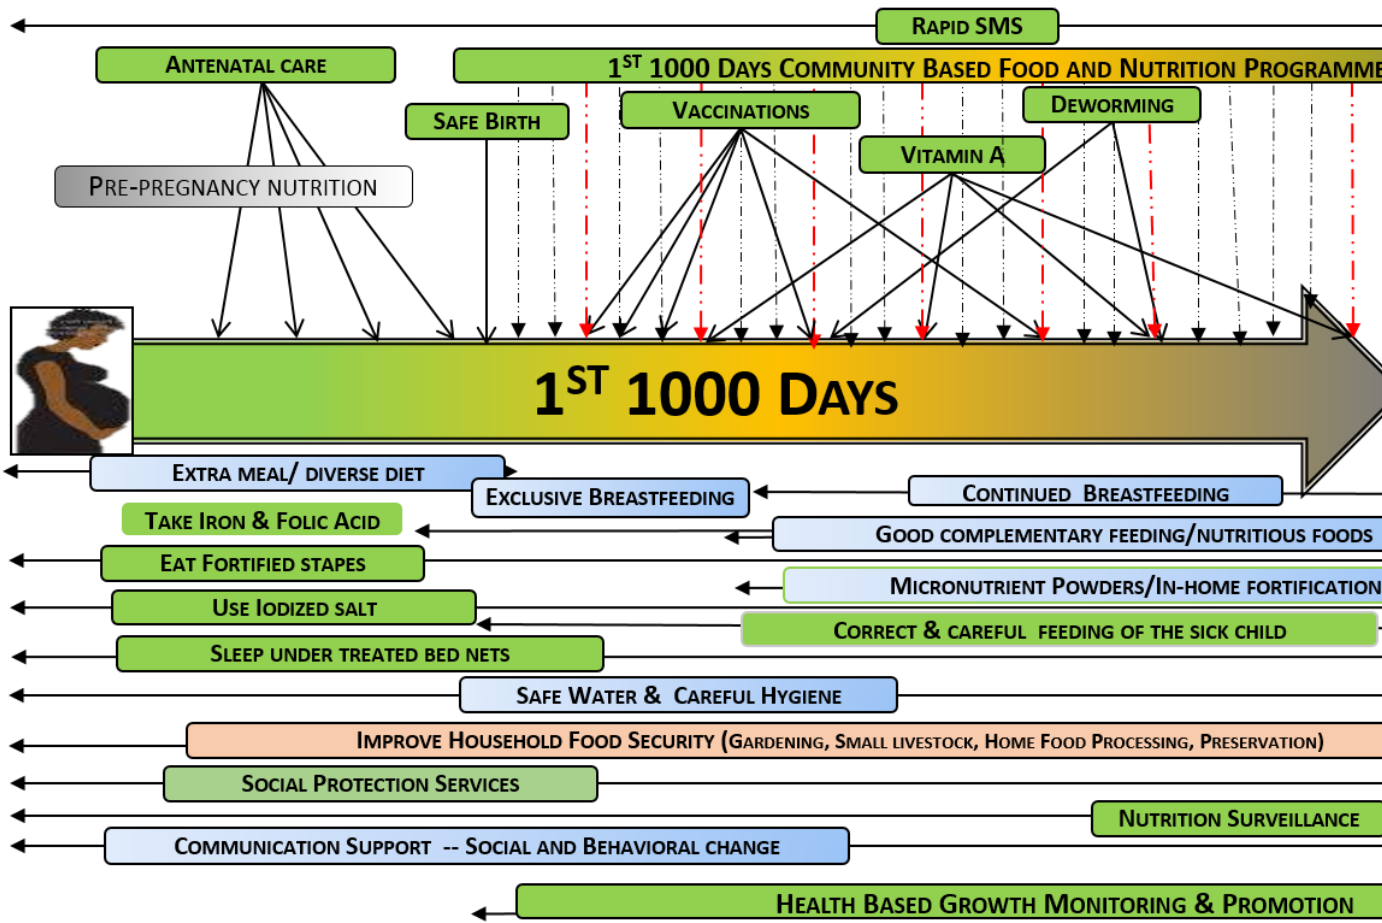 RAPID SMS
ANTENATAL CARE
1ST 1000 DAYS COMMUNITY BASED FOOD AND NUTRITION PROGRAMME
SAFE BIRTH
VACCINATIONS
DEWORMING
VITAMIN A
PRE-PREGNANCY NUTRITION
1ST 1000 DAYS
EXTRA MEAL/ DIVERSE DIET
EXCLUSIVE BREASTFEEDING
CONTINUED BREASTFEEDING
TAKE IRON & FOLIC ACID
GOOD COMPLEMENTARY FEEDING/NUTRITIOUS FOODS
EAT FORTIFIED STAPES
MICRONUTRIENT POWDERS/IN-HOME FORTIFICATION
USE IODIZED SALT
CORRECT & CAREFUL FEEDING OF THE SICK CHILD
SLEEP UNDER TREATED BED NETS
SAFE WATER & CAREFUL HYGIENE
IMPROVE HOUSEHOLD FOOD SECURITY (GARDENING, SMALL LIVESTOCK, HOME FOOD PROCESSING, PRESERVATION)
SOCIAL PROTECTION SERVICES
NUTRITION SURVEILLANCE
COMMUNICATION SUPPORT -- SOCIAL AND BEHAVIORAL CHANGE
HEALTH BASED GROWTH MONITORING & PROMOTION